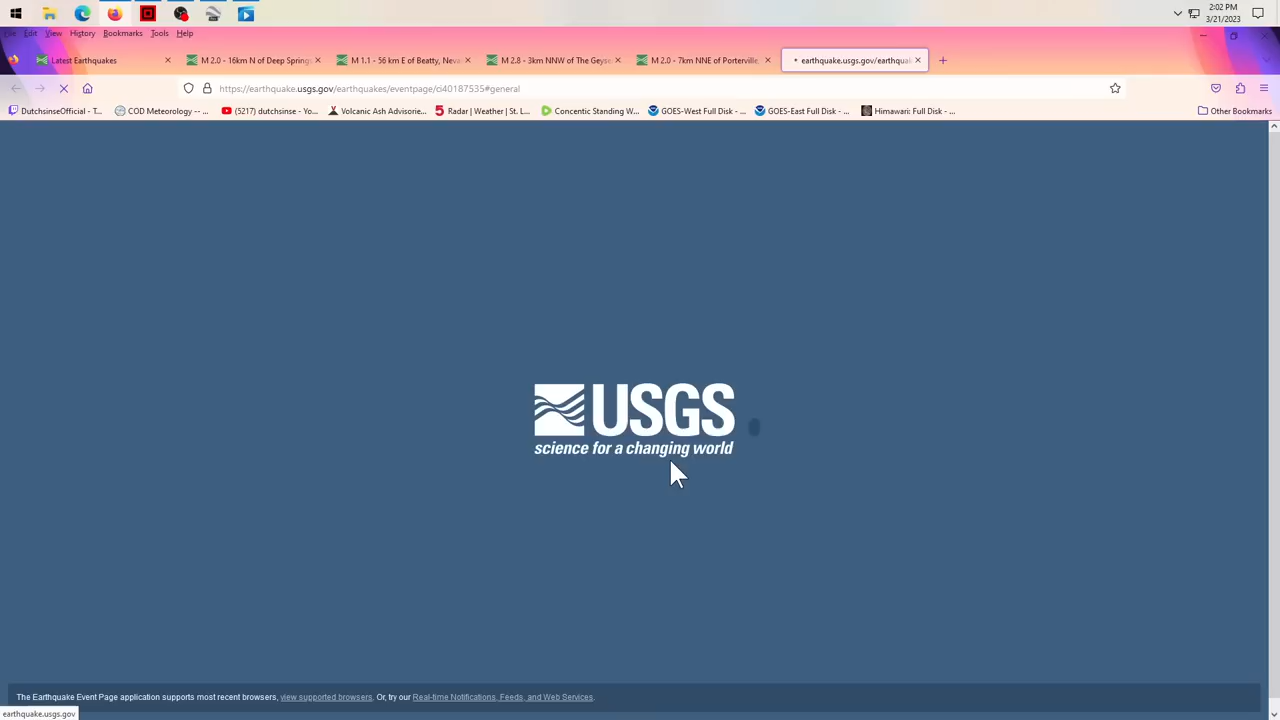 2:02 PM
3/21/2023
File Edit View History Bookmarks Tools Help
Latest Earthquakes
M 2.0 - 16km N of Deep Spring
M 1.1 - 56 km E of Beatty, Neva
M 2.8 - 3km NNW of The Geyse
M 2.0 - 7km NNE of Porterville,
earthquake.usgs.gov/earthqua
https://earthquake.usgs.gov/earthquakes/eventpage/ci40187535#general
DutchsinseOfficial - T...
COD Meteorology -- ...
(5217) dutchsinse - Yo...
Volcanic Ash Advisorie...
Radar | Weather | St. L...
Concentic Standing W...
GOES-West Full Disk - ...
GOES-East Full Disk - ...
Himawari: Full Disk - ...
Other Bookmarks
USGS
science for a changing world
The Earthquake Event Page application supports most recent browsers, view supported browsers. Or, try our Real-time Notifications, Feeds, and Web Services.
earthquake.usgs.gov